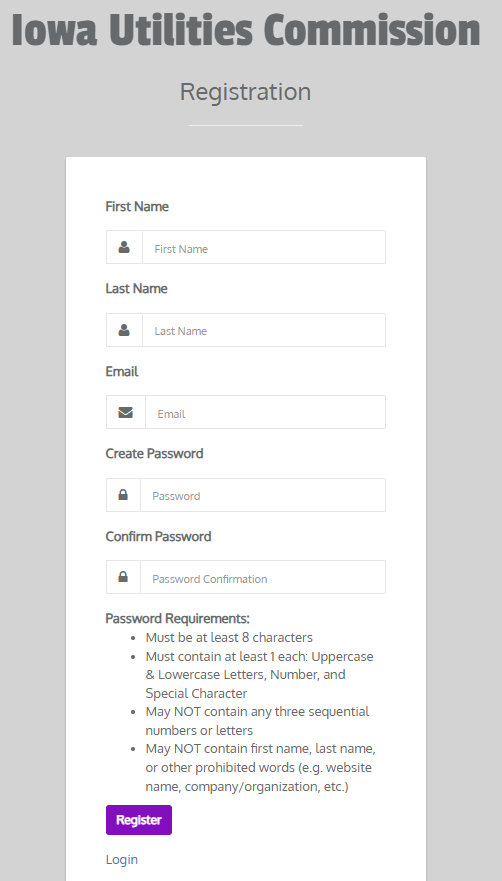 Iowa Utilities Commission
Registration
First Name
First Name
Last Name
Last Name
Email
Email
Create Password
Password
Confirm Password
Password Confirmation
Password Requirements:
• Must be at least 8 characters
• Must contain at least 1 each: Uppercase
& Lowercase Letters, Number, and
Special Character
• May NOT contain any three sequential
numbers or letters
• May NOT contain first name, last name,
or other prohibited words (e.g. website
name, company/organization, etc.)
Register
Login